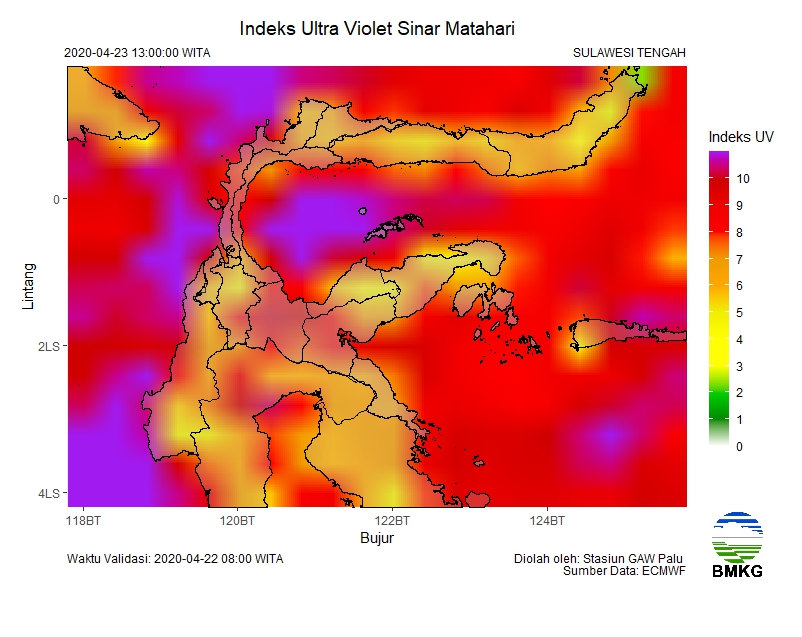 Indeks Ultra Violet Sinar Matahari
2020-04-23 13:00:00 WITA
SULAWESI TENGAH
Indeks UV
10
9
8
7
6
5
4
3
2
1
0
Lintang
0
2LS
4LS
118BT
120BT
122BT
124BT
Bujur
Waktu Validasi: 2020-04-22 08:00 WITA
Diolah oleh: Stasiun GAW Palu
Sumber Data: ECMWF
BMKG